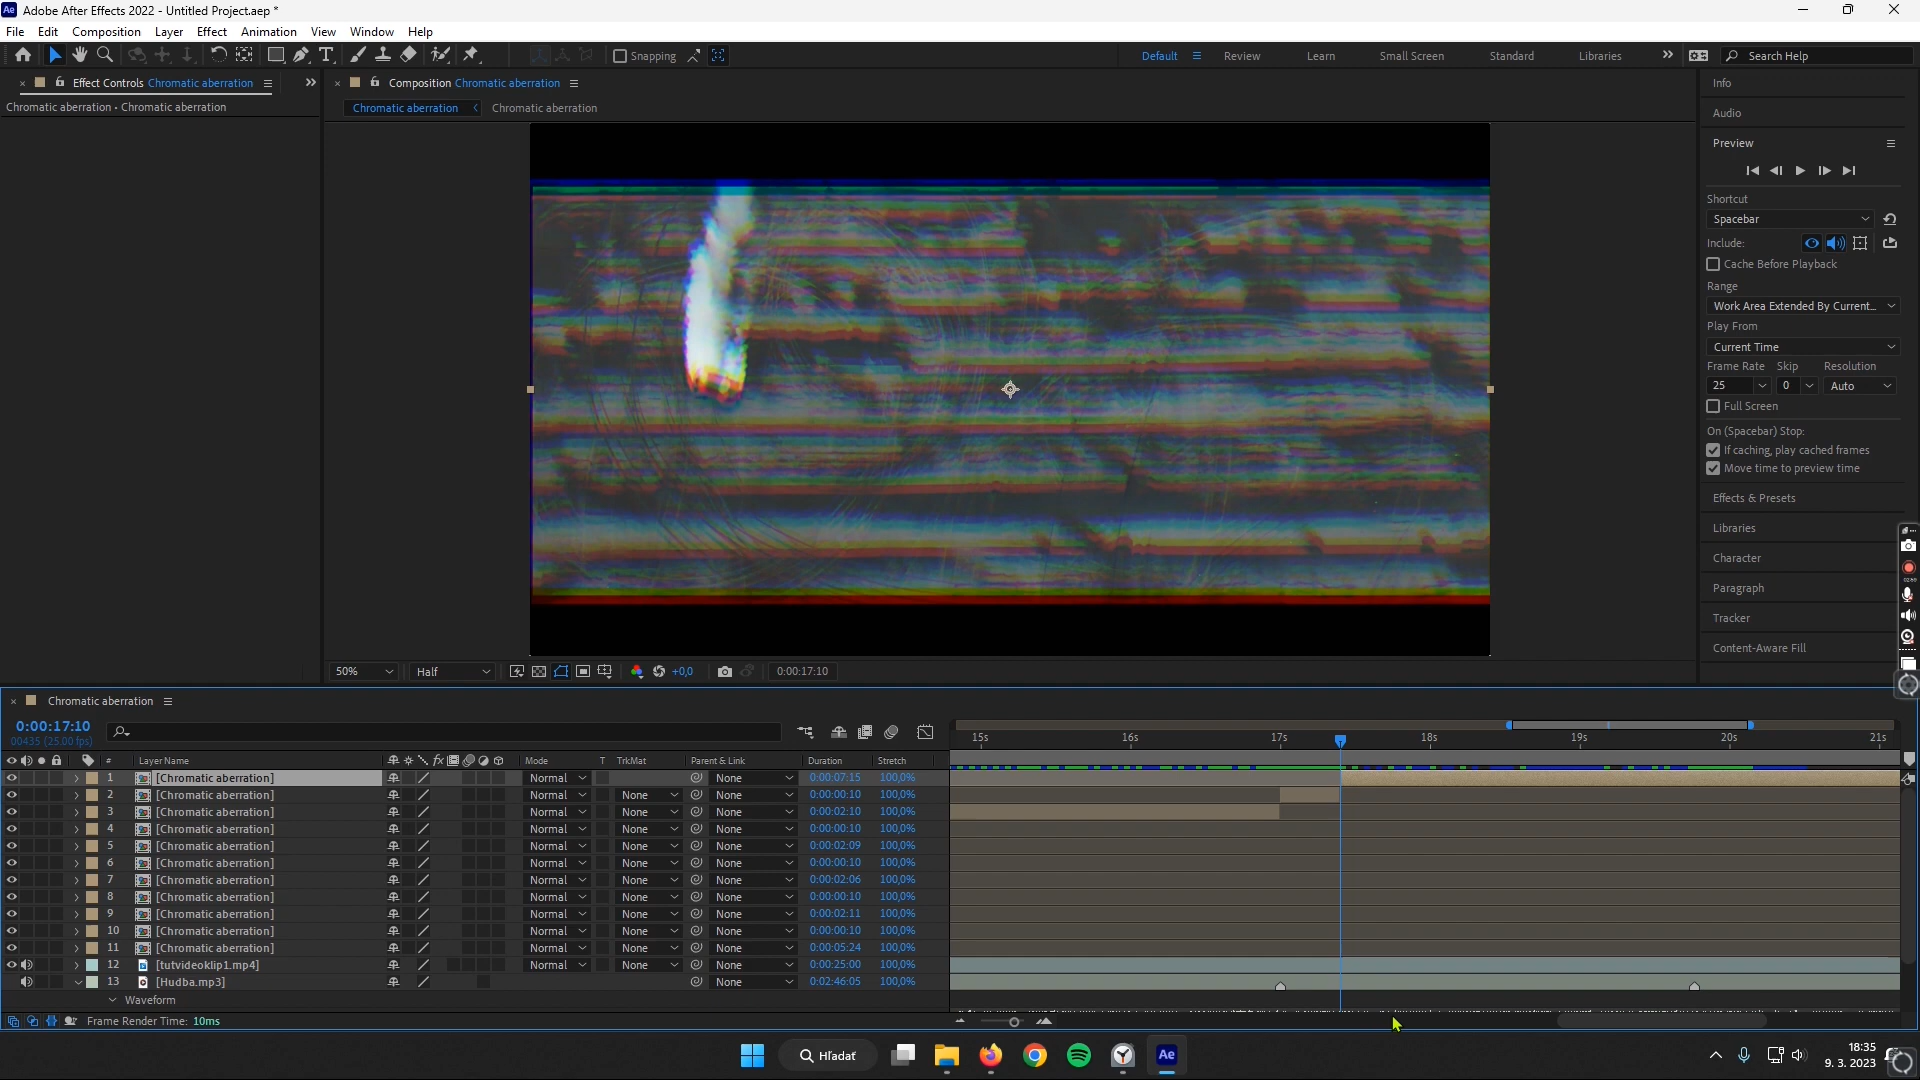 Adobe After Effects 2022 - Untitled Project.aep *
File Edit Composition Layer Effect Animation View Window Help
Snapping
Default Review Learn Small Screen Standard Libraries Search Help
Effect Controls Chromatic aberration
Composition Chromatic aberration
Chromatic aberration • Chromatic aberration
Chromatic aberration Chromatic aberration
Info
Audio
Preview
Shortcut
Spacebar
Include:
Cache Before Playback
Range
Work Area Extended By Current...
Play From
Current Time
Frame Rate Skip Resolution
25 0 Auto
Full Screen
On (Spacebar) Stop:
If caching, play cached frames
Move time to preview time
Effects & Presets
Libraries
Character
Paragraph
Tracker
Content-Aware Fill
50% Half +0,0 0:00:17:10
Chromatic aberration
0:00:17:10
00435 (25.00 fps)
15s 16s 17s 18s 19s 20s 21s
# Layer Name Mode T TrkMat Parent & Link Duration Stretch
1 [Chromatic aberration] Normal None 0:00:07:15 100,0%
2 [Chromatic aberration] Normal None None 0:00:00:10 100,0%
3 [Chromatic aberration] Normal None None 0:00:02:10 100,0%
4 [Chromatic aberration] Normal None None 0:00:00:10 100,0%
5 [Chromatic aberration] Normal None None 0:00:02:09 100,0%
6 [Chromatic aberration] Normal None None 0:00:00:10 100,0%
7 [Chromatic aberration] Normal None None 0:00:02:06 100,0%
8 [Chromatic aberration] Normal None None 0:00:00:10 100,0%
9 [Chromatic aberration] Normal None None 0:00:02:11 100,0%
10 [Chromatic aberration] Normal None None 0:00:00:10 100,0%
11 [Chromatic aberration] Normal None None 0:00:05:24 100,0%
12 [tutvideoklip1.mp4] Normal None None 0:00:25:00 100,0%
13 [Hudba.mp3] None 0:02:46:05 100,0%
Waveform
Frame Render Time: 10ms
Hľadať
Ae
18:35
9. 3. 2023